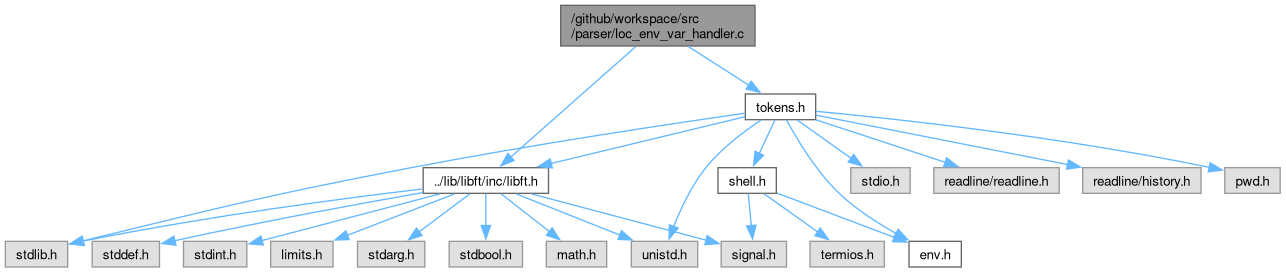 /github/workspace/src
/parser/loc_env_var_handler.c
tokens.h
../lib/libft/inc/libft.h
shell.h
stdio.h
readline/readline.h
readline/history.h
pwd.h
stdlib.h
stddef.h
stdint.h
limits.h
stdarg.h
stdbool.h
math.h
unistd.h
signal.h
termios.h
env.h